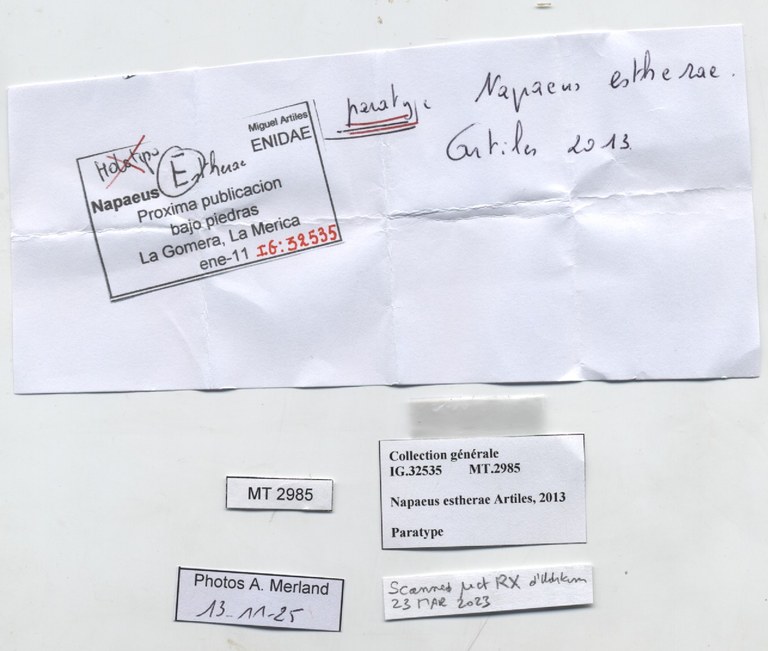 paratype Napaeus estherae.
Artiles 2013
Miguel Artiles
ENIDAE
Holotipo
Napaeus Estherae
Proxima publicacion
bajo piedras
La Gomera, La Merica
ene-11 IG:32535
Collection générale
IG.32535 MT.2985
Napaeus estherae Artiles, 2013
Paratype
MT 2985
Photos A. Merland
13-11-25
Scanned RX
23 MAR 2023